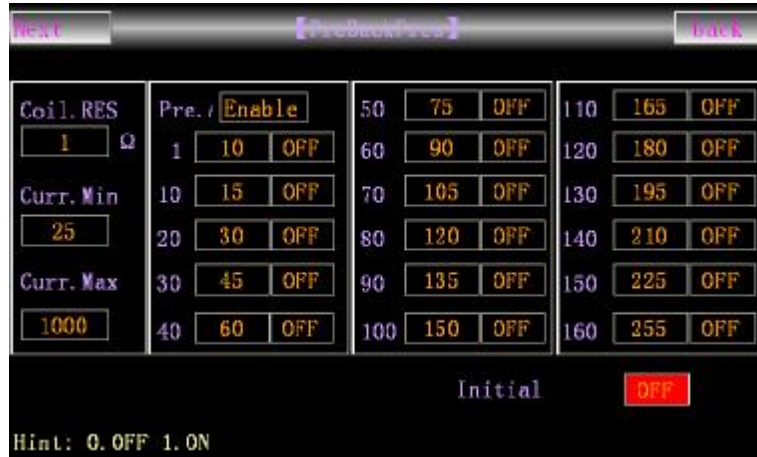 Next 【PreBackPres】 back
Coil.RES Pre./ Enable 50 75 OFF 110 165 OFF
1 Ω 1 10 OFF 60 90 OFF 120 180 OFF
Curr.Min 10 15 OFF 70 105 OFF 130 195 OFF
25 20 30 OFF 80 120 OFF 140 210 OFF
Curr.Max 30 45 OFF 90 135 OFF 150 225 OFF
1000 40 60 OFF 100 150 OFF 160 255 OFF
Initial OFF
Hint: 0.OFF 1.ON